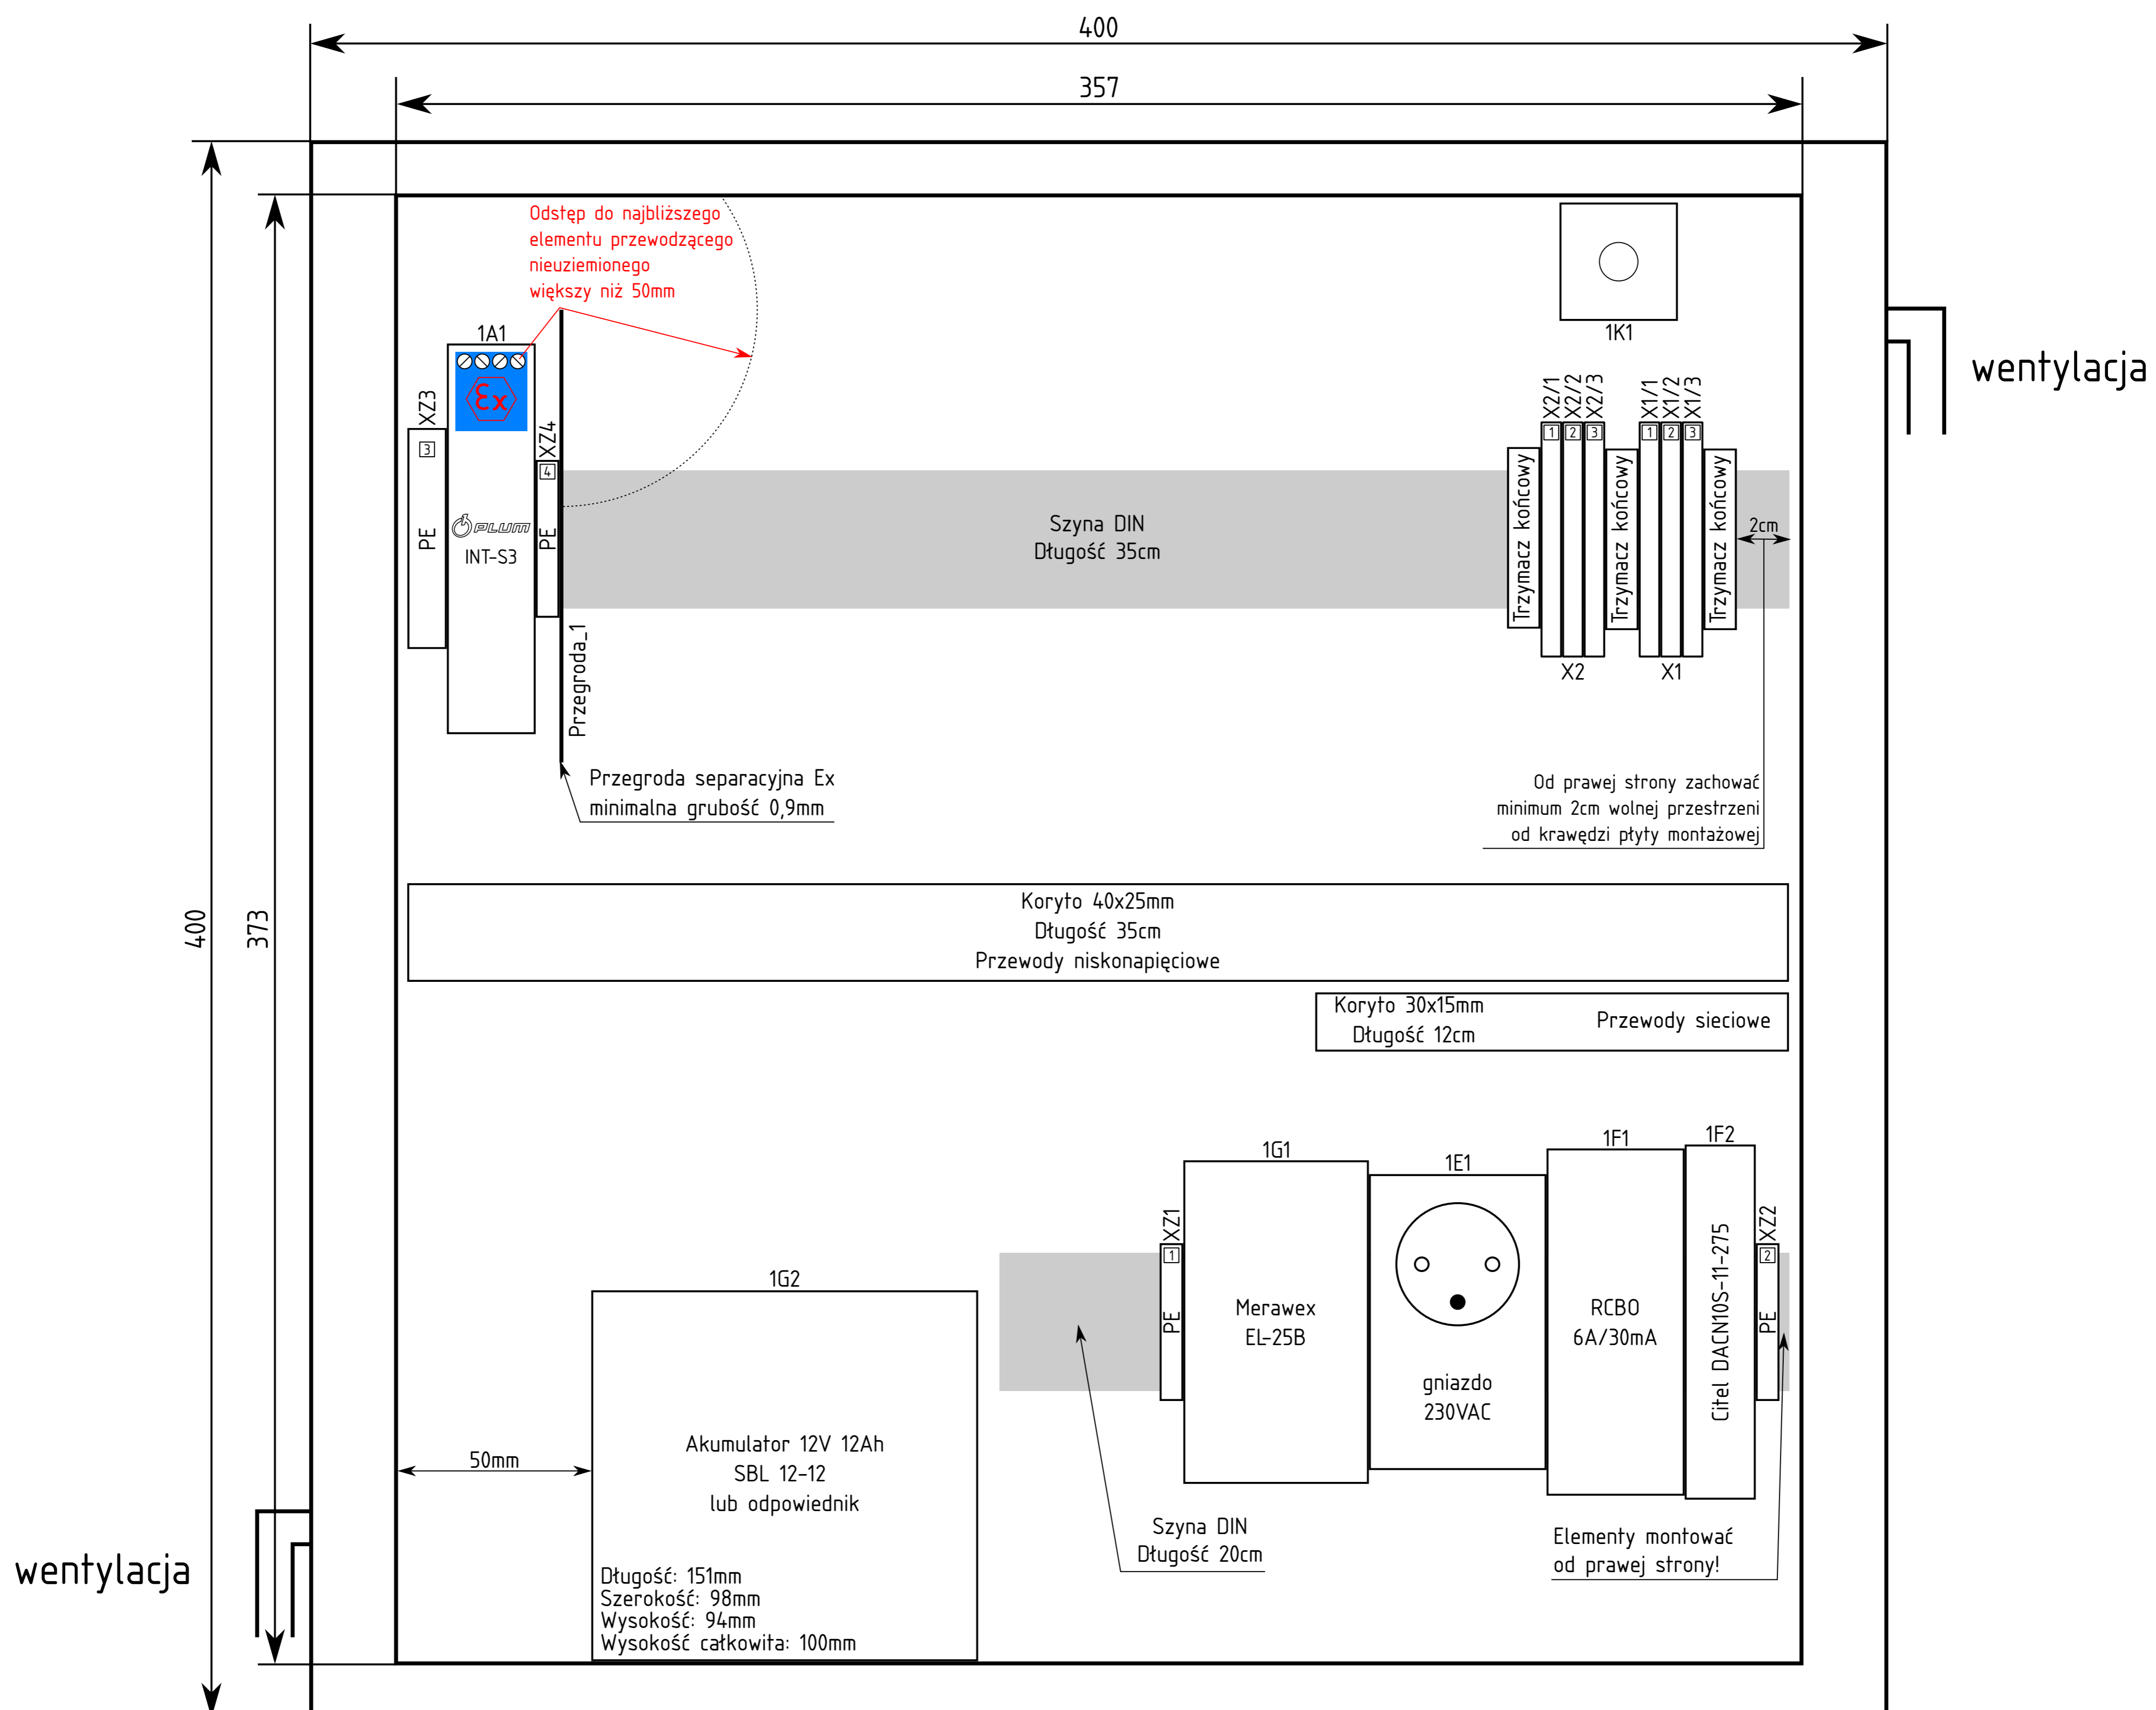 400
357
Odstęp do najbliższego
elementu przewodzącego
nieuziemionego
większy niż 50mm
1A1
Ex
XZ3
3
PE
PLUM
INT-S3
XZ4
4
PE
Przegroda_1
Przegroda separacyjna Ex
minimalna grubość 0,9mm
Szyna DIN
Długość 35cm
1K1
wentylacja
X2/1
X2/2
X2/3
X1/1
X1/2
X1/3
1
2
3
1
2
3
Trzymacz końcowy
Trzymacz końcowy
Trzymacz końcowy
X2
X1
2cm
Od prawej strony zachować
minimum 2cm wolnej przestrzeni
od krawędzi płyty montażowej
400
373
Koryto 40x25mm
Długość 35cm
Przewody niskonapięciowe
Koryto 30x15mm
Długość 12cm
Przewody sieciowe
1G1
1E1
1F1
1F2
XZ1
1
PE
Merawex
EL-25B
gniazdo
230VAC
RCBO
6A/30mA
Citel DACN10S-11-275
XZ2
2
PE
1G2
Akumulator 12V 12Ah
SBL 12-12
lub odpowiednik
50mm
Długość: 151mm
Szerokość: 98mm
Wysokość: 94mm
Wysokość całkowita: 100mm
Szyna DIN
Długość 20cm
Elementy montować
od prawej strony!
wentylacja